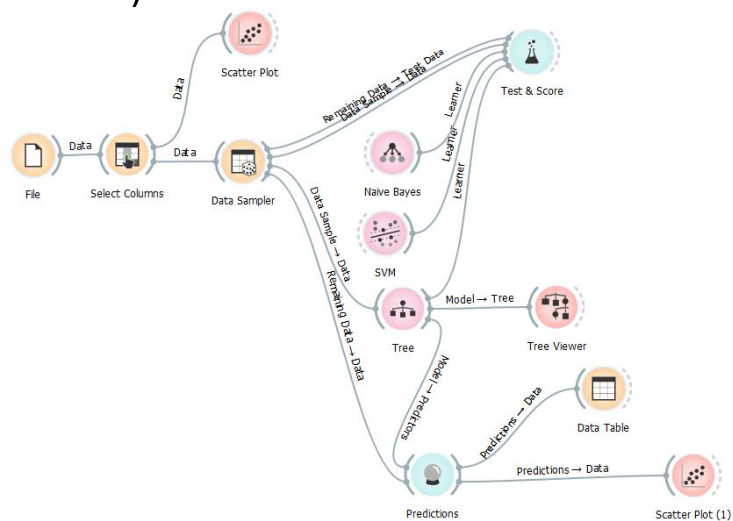 Scatter Plot
Data
Remaining Data → Test Data
Data Sample → Data
Test & Score
Learner
Learner
Learner
File
Data
Select Columns
Data
Data Sampler
Naive Bayes
SVM
Data Sample → Data
Remaining Data → Data
Tree
Model → Tree
Tree Viewer
Model → Predictors
Predictions → Data
Data Table
Predictions
Predictions → Data
Scatter Plot (1)